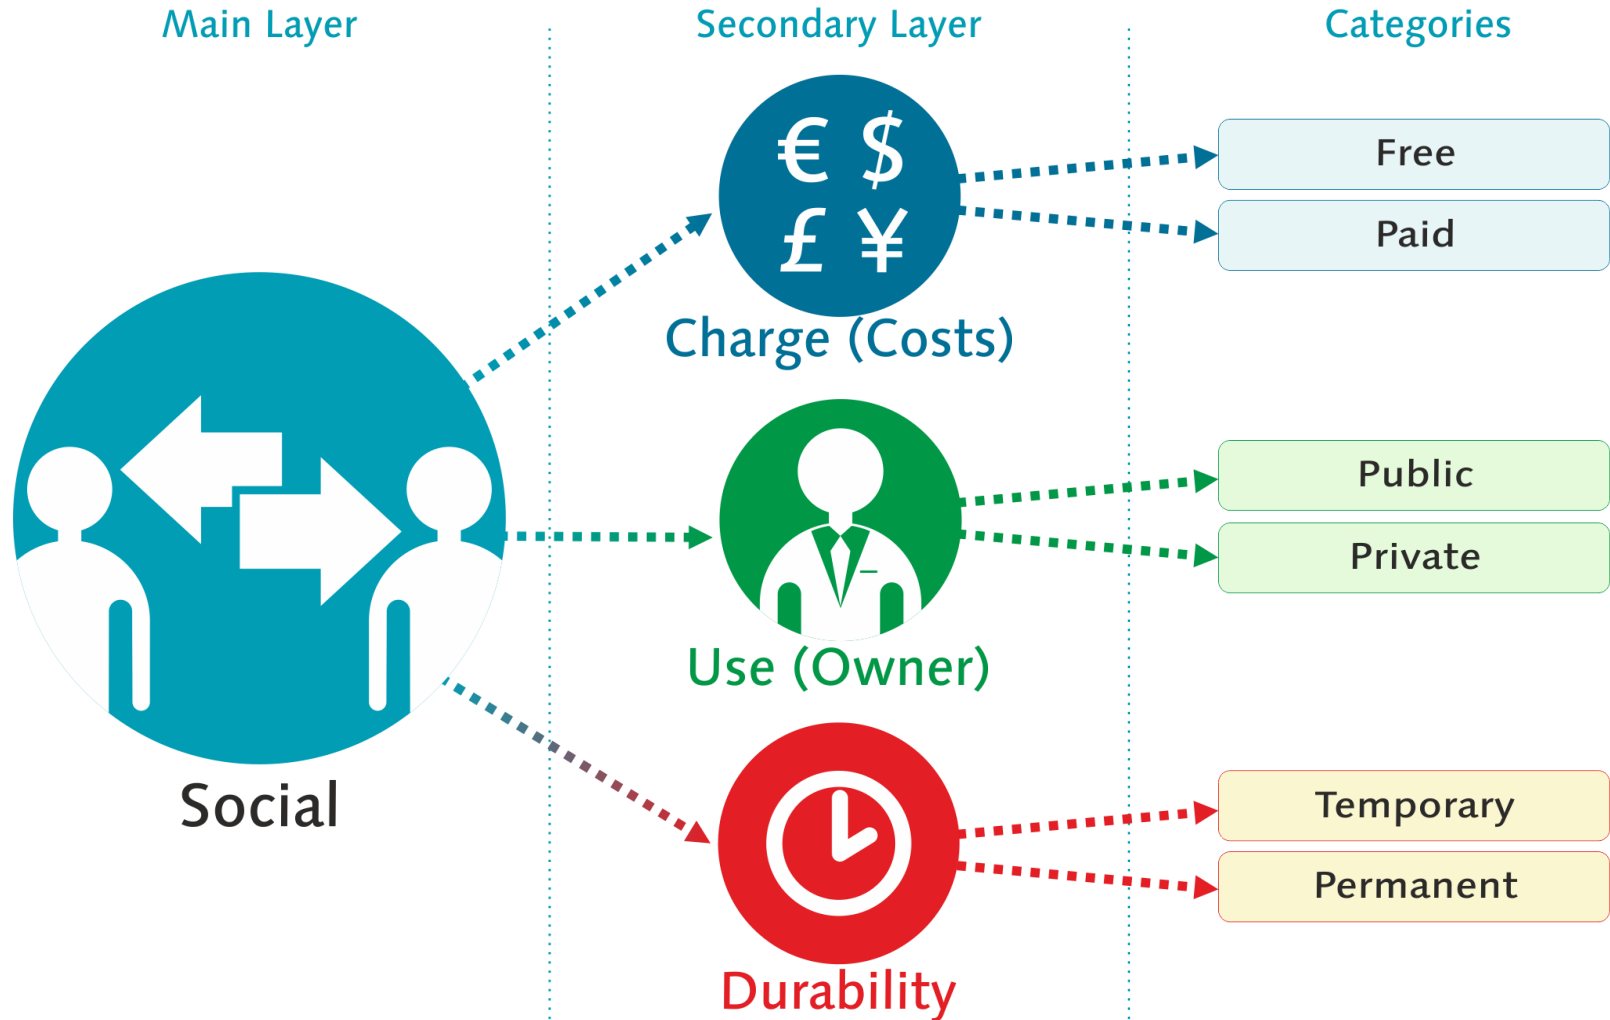 Main Layer
Secondary Layer
Categories
€ $
£ ¥
Charge (Costs)
Free
Paid
Social
Use (Owner)
Public
Private
Durability
Temporary
Permanent